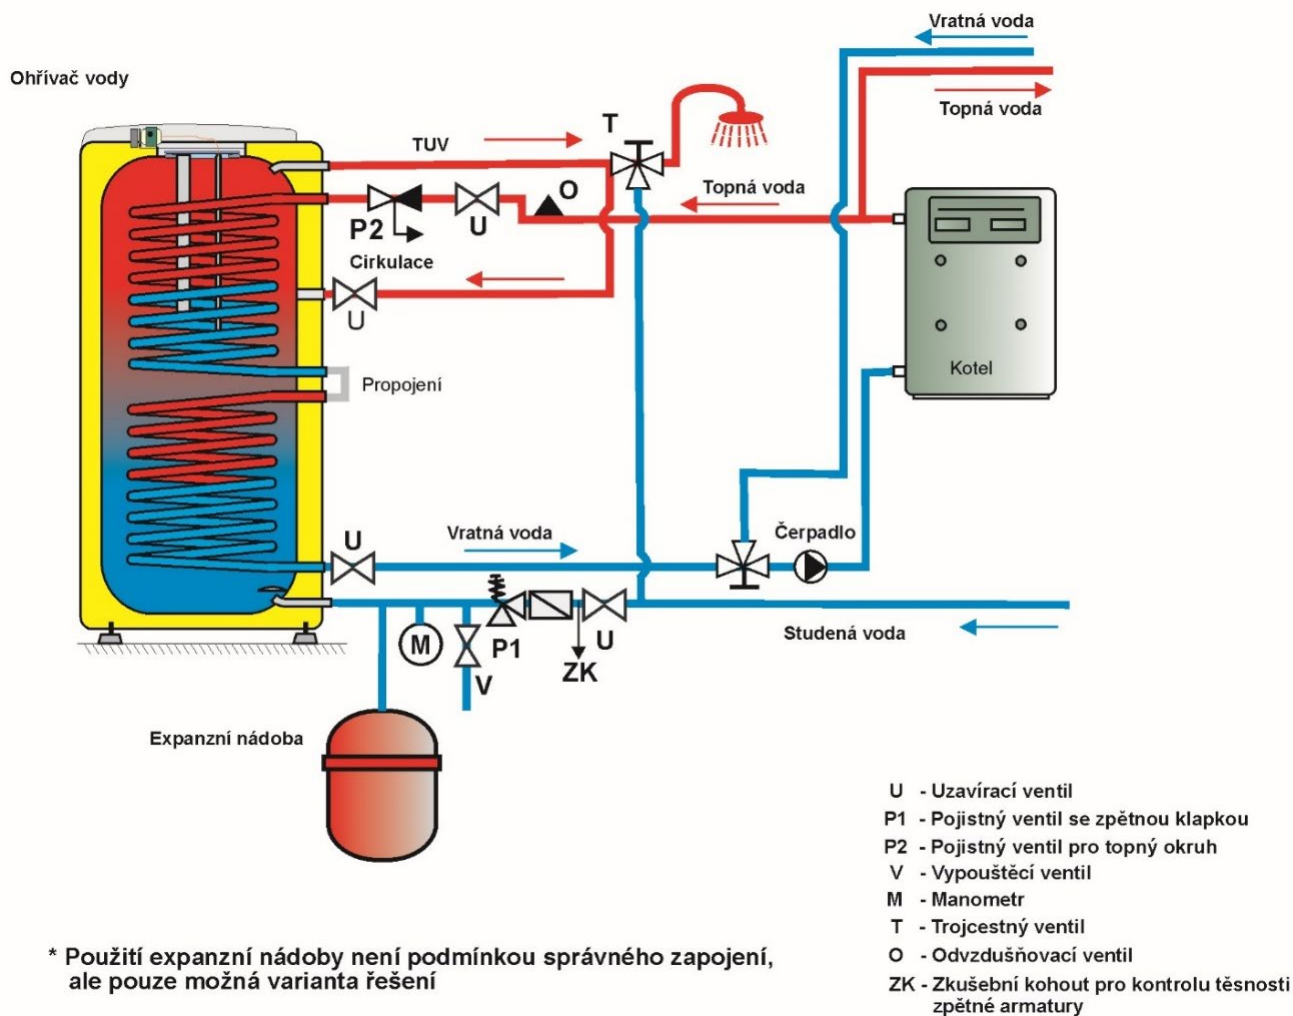 Vratná voda
Ohřívač vody
Topná voda
TUV
T
Topná voda
O
P2
U
Cirkulace
U
Kotel
Propojení
U
Vratná voda
Čerpadlo
M
P1
U
Studená voda
ZK
V
Expanzní nádoba
U - Uzavírací ventil
P1 - Pojistný ventil se zpětnou klapkou
P2 - Pojistný ventil pro topný okruh
V - Vypouštěcí ventil
M - Manometr
T - Trojcestný ventil
O - Odvzdušňovací ventil
ZK - Zkušební kohout pro kontrolu těsnosti
zpětné armatury
* Použití expanzní nádoby není podmínkou správného zapojení,
ale pouze možná varianta řešení